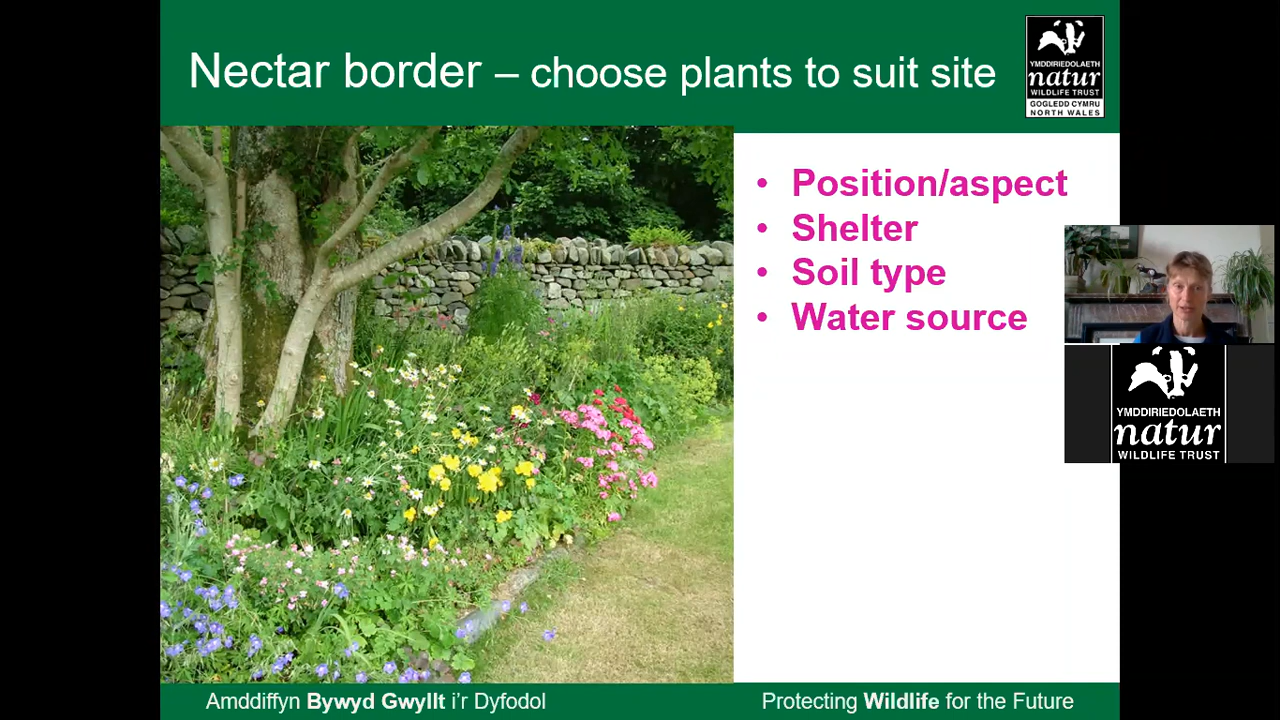 Nectar border – choose plants to suit site
YMDDIRIEDOLAETH
natur
WILDLIFE TRUST
GOGLEDD CYMRU
NORTH WALES
• Position/aspect
• Shelter
• Soil type
• Water source
YMDDIRIEDOLAETH
natur
WILDLIFE TRUST
Amddiffyn Bywyd Gwyllt i'r Dyfodol
Protecting Wildlife for the Future